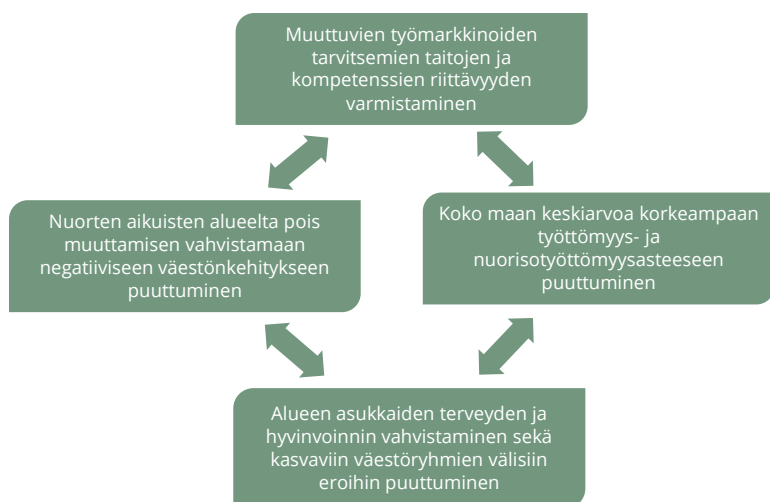 Muuttuvien työmarkkinoiden
tarvitsemien taitojen ja
kompetenssien riittävyyden
varmistaminen
Nuorten aikuisten alueelta pois
muuttamisen vahvistamaan
negatiiviseen väestönkehitykseen
puuttuminen
Koko maan keskiarvoa korkeampaan
työttömyys- ja
nuorisotyöttömyysasteeseen
puuttuminen
Alueen asukkaiden terveyden ja
hyvinvoinnin vahvistaminen sekä
kasvaviin väestöryhmien välisiin
eroihin puuttuminen